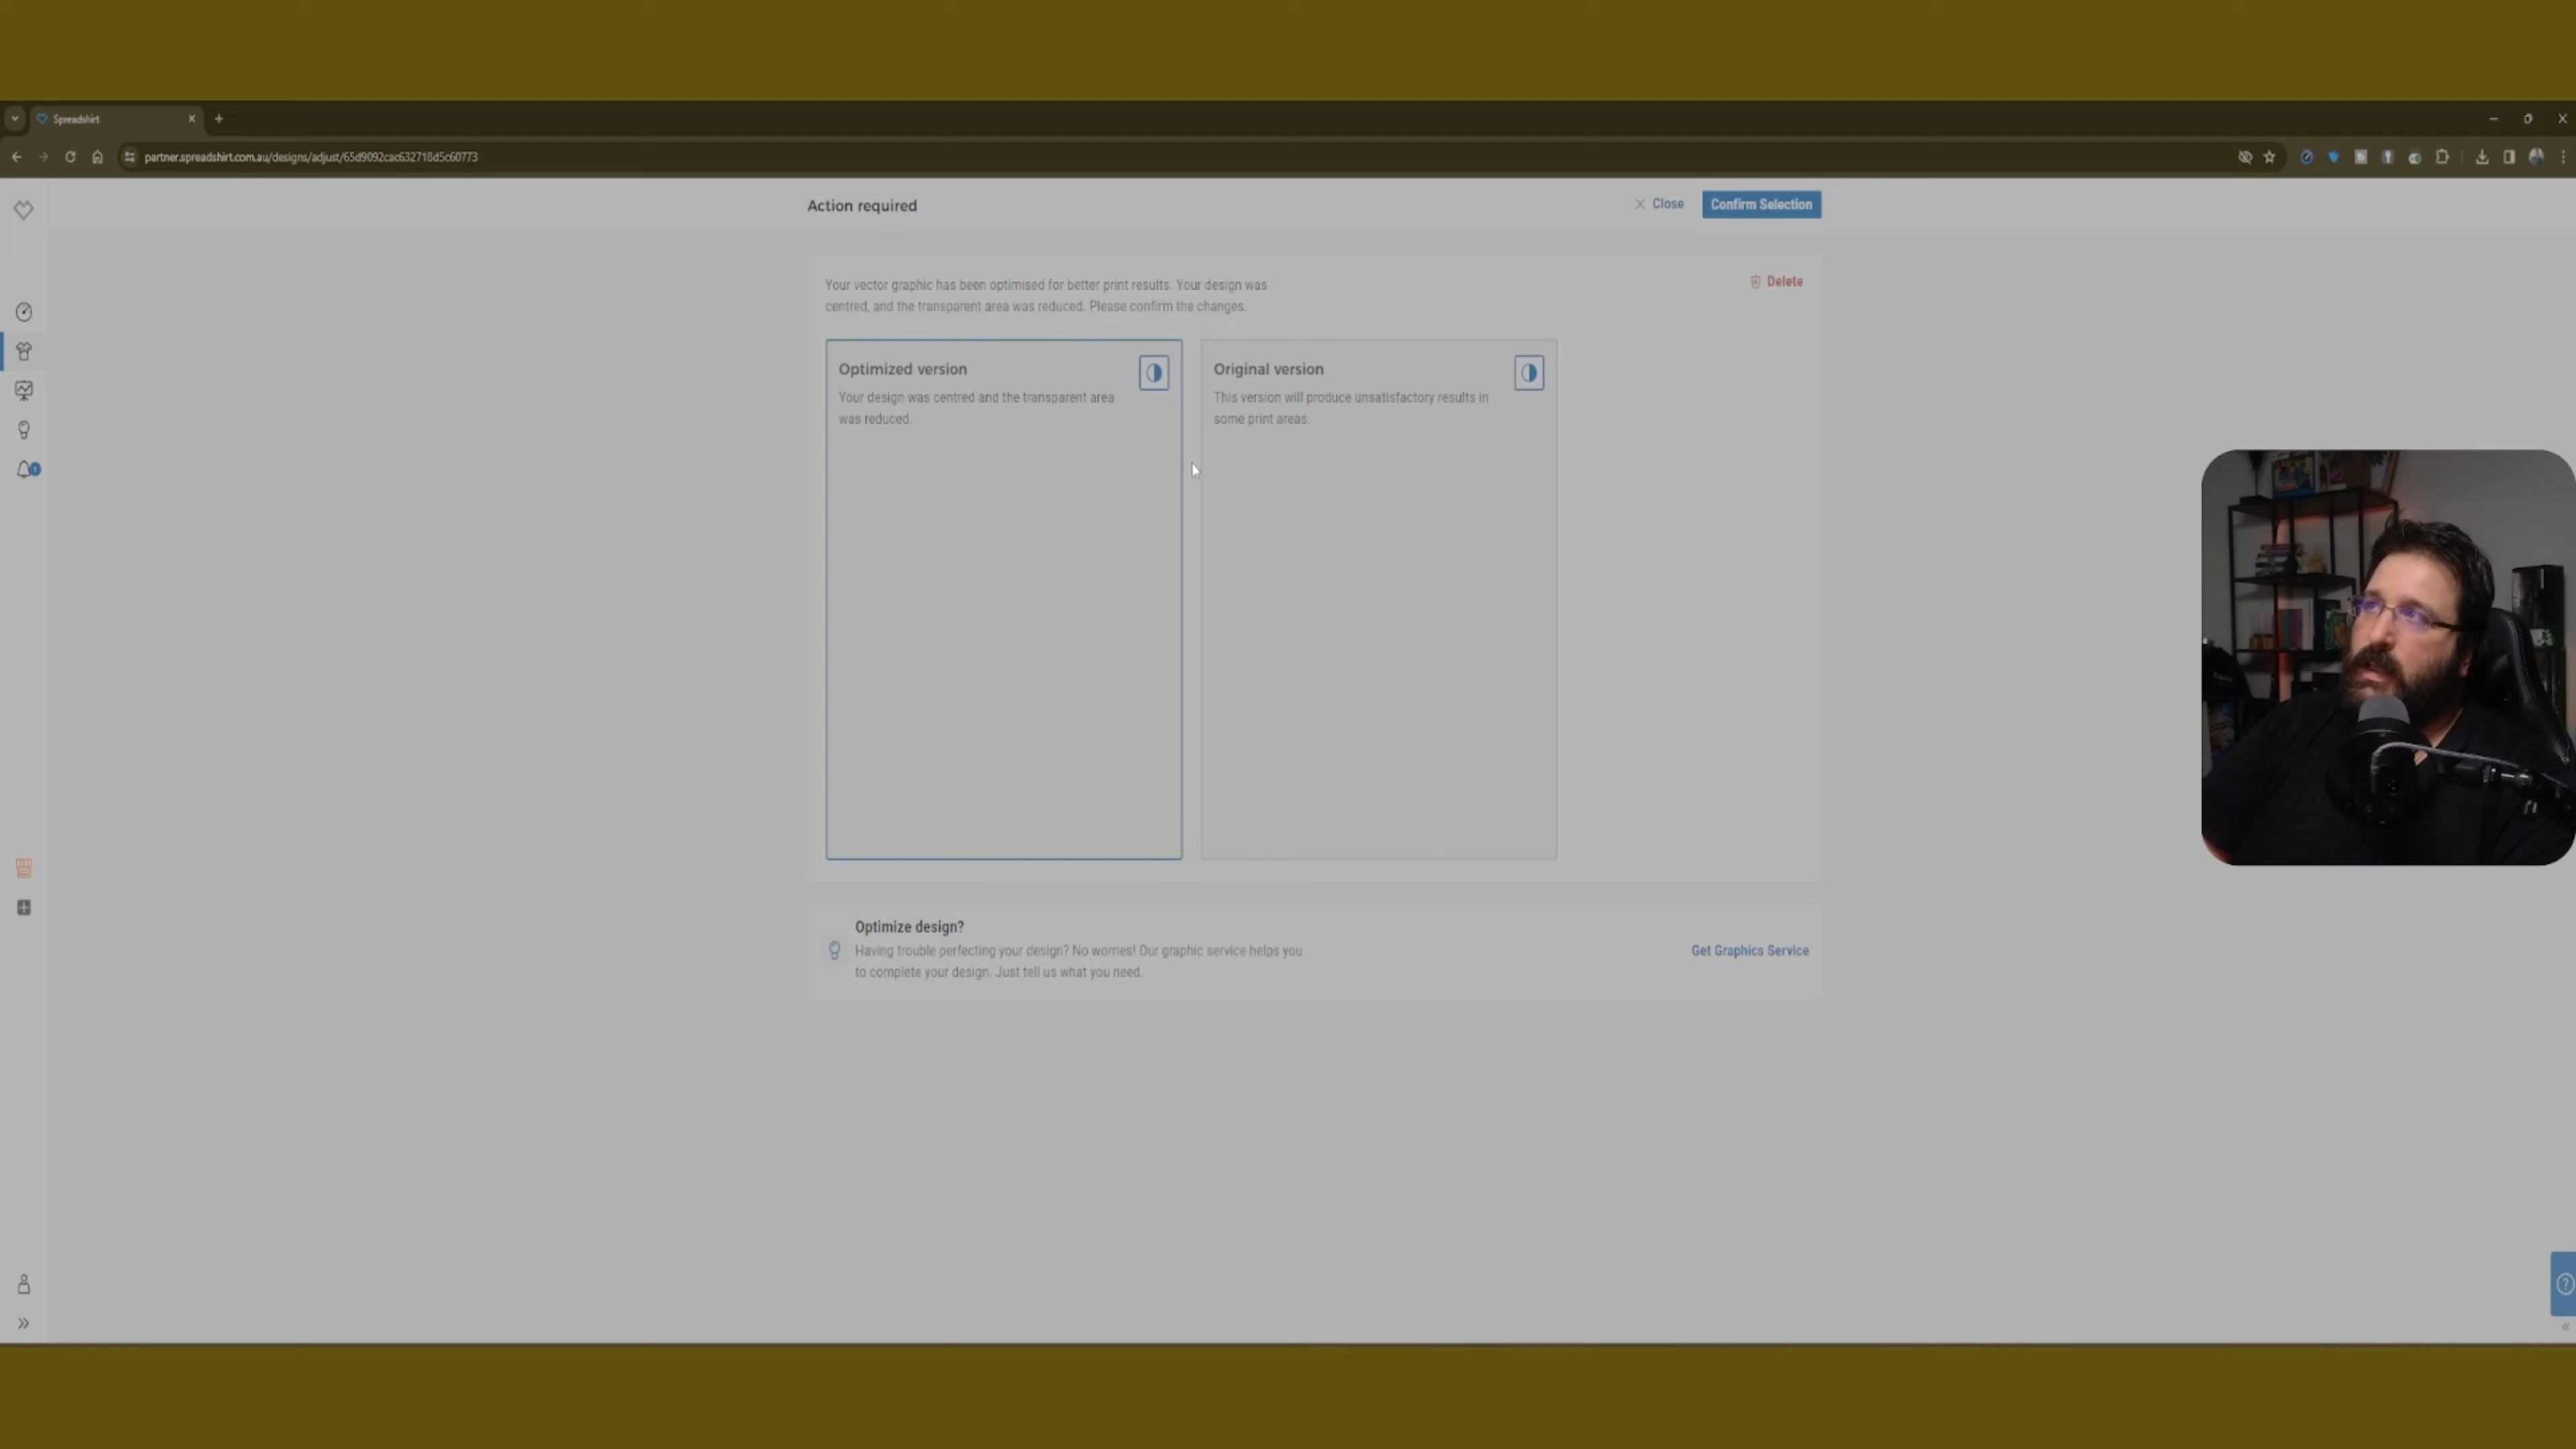 Spreadshirt
partner.spreadshirt.com.au/designs/adjust/65d9092cac632718d5c60773
Action required
Close
Confirm Selection
Your vector graphic has been optimised for better print results. Your design was
centred, and the transparent area was reduced. Please confirm the changes.
Delete
Optimized version
Your design was centred and the transparent area
was reduced.
Original version
This version will produce unsatisfactory results in
some print areas.
Optimize design?
Having trouble perfecting your design? No worries! Our graphic service helps you
to complete your design. Just tell us what you need.
Get Graphics Service